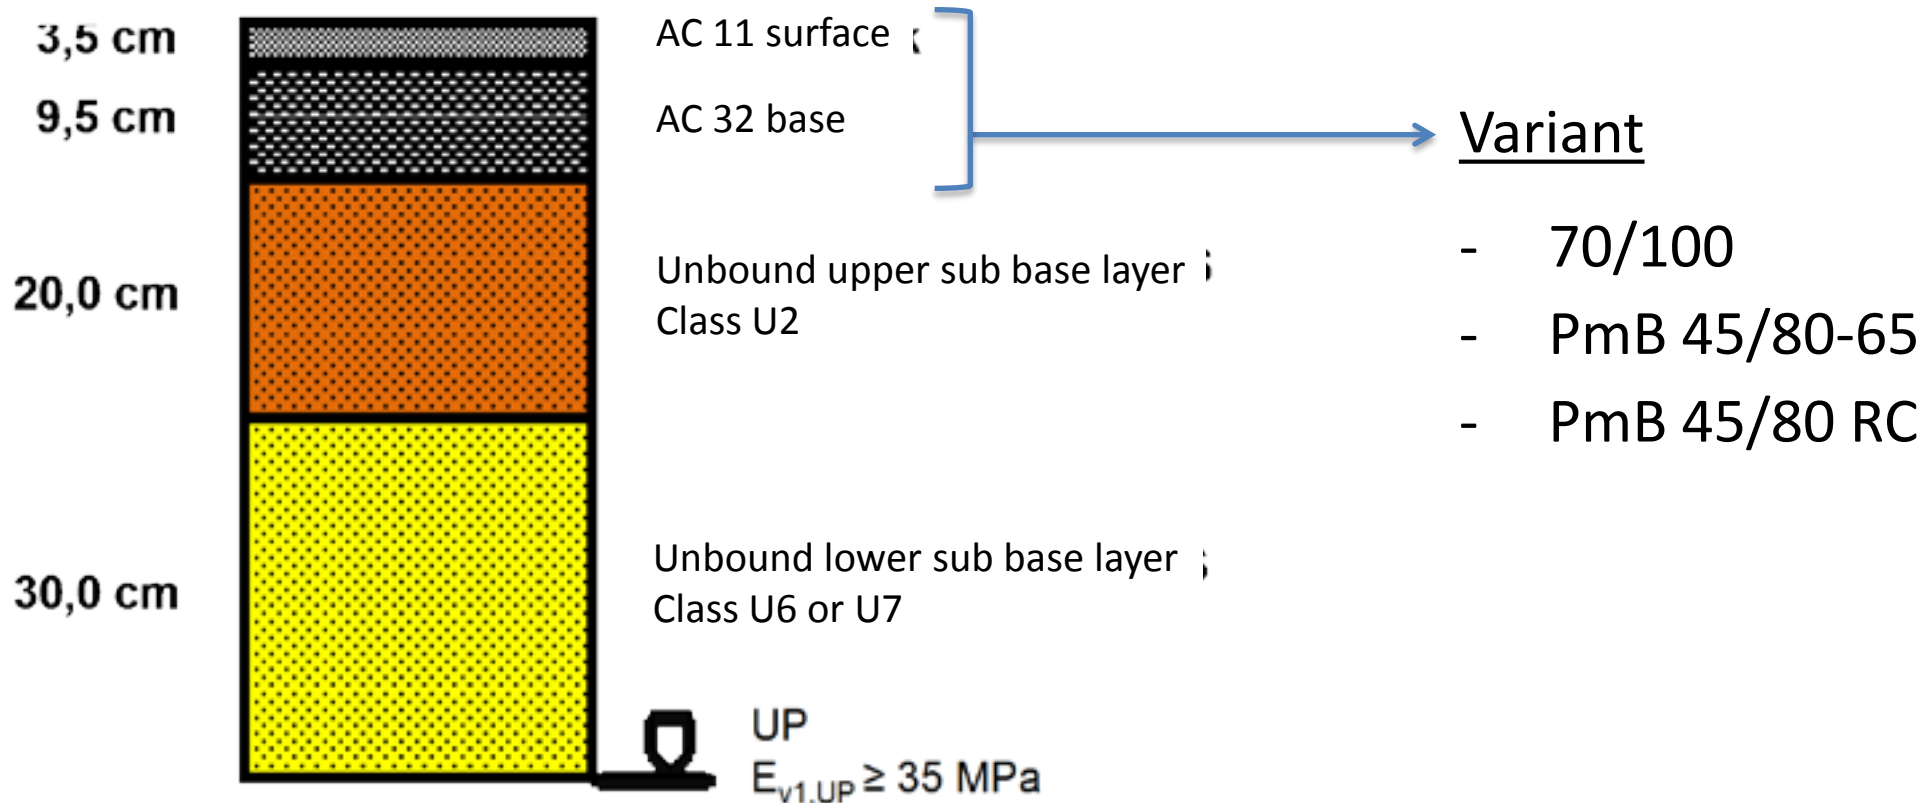 3,5 cm
AC 11 surface
9,5 cm
AC 32 base
Variant
- 70/100
- PmB 45/80-65
- PmB 45/80 RC
20,0 cm
Unbound upper sub base layer
Class U2
30,0 cm
Unbound lower sub base layer
Class U6 or U7
UP
Ev1,UP ≥ 35 MPa